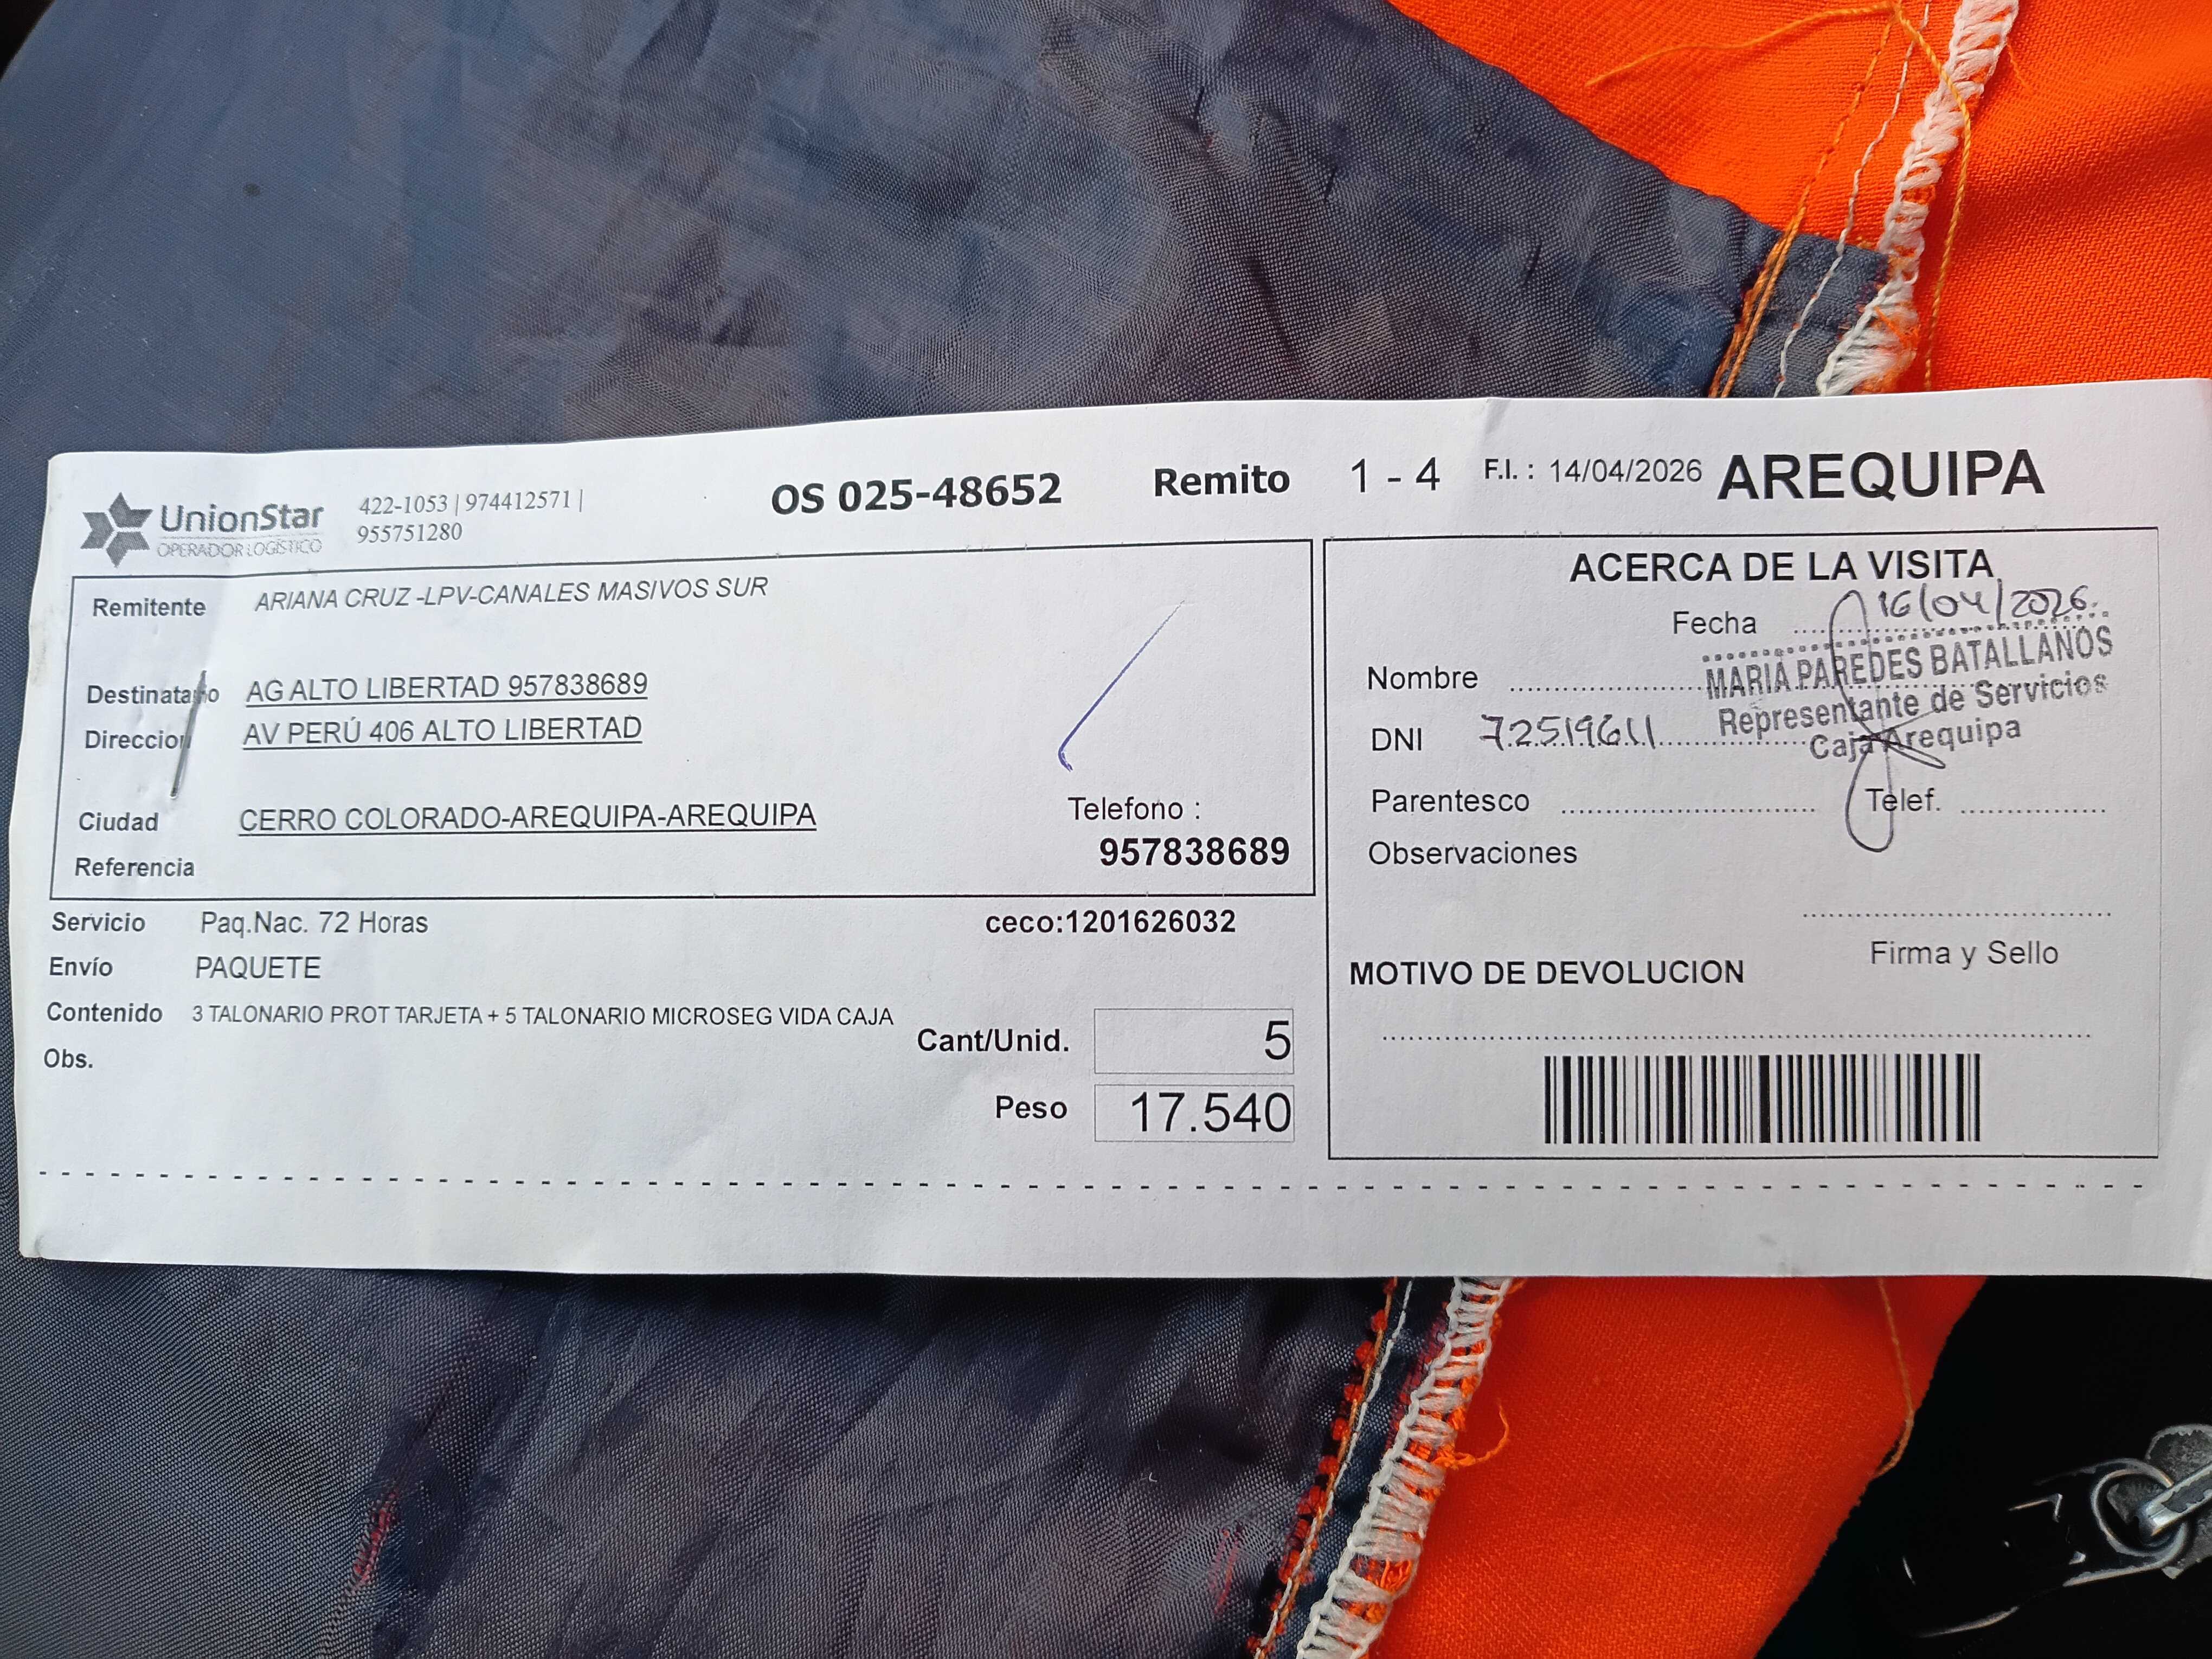 UnionStar
OPERADOR LOGÍSTICO
422-1053 | 974412571 |
955751280
OS 025-48652 Remito 1 - 4 F.I. : 14/04/2026 AREQUIPA
Remitente ARIANA CRUZ -LPV-CANALES MASIVOS SUR
Destinatario AG ALTO LIBERTAD 957838689
Direccion AV PERÚ 406 ALTO LIBERTAD
Ciudad CERRO COLORADO-AREQUIPA-AREQUIPA
Telefono :
957838689
Referencia
Servicio Paq.Nac. 72 Horas ceco:1201626032
Envío PAQUETE
Contenido 3 TALONARIO PROT TARJETA + 5 TALONARIO MICROSEG VIDA CAJA
Obs.
Cant/Unid. 5
Peso 17.540
ACERCA DE LA VISITA
Fecha 16/04/2026
Nombre MARIA PAREDES BATALLANOS
Representante de Servicios
Caja Arequipa
DNI 72519611
Parentesco Telef.
Observaciones
Firma y Sello
MOTIVO DE DEVOLUCION